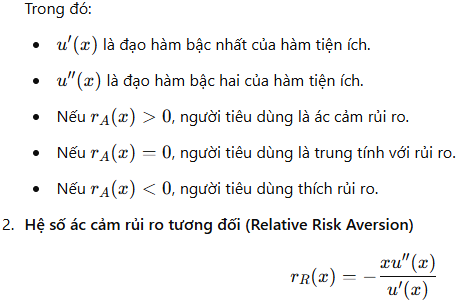 Trong đó:
• u′(x) là đạo hàm bậc nhất của hàm tiện ích.
• u′′(x) là đạo hàm bậc hai của hàm tiện ích.
• Nếu r_A(x) > 0, người tiêu dùng là ác cảm rủi ro.
• Nếu r_A(x) = 0, người tiêu dùng là trung tính với rủi ro.
• Nếu r_A(x) < 0, người tiêu dùng thích rủi ro.
2. Hệ số ác cảm rủi ro tương đối (Relative Risk Aversion)
r_R(x) = −xu′′(x)/u′(x)